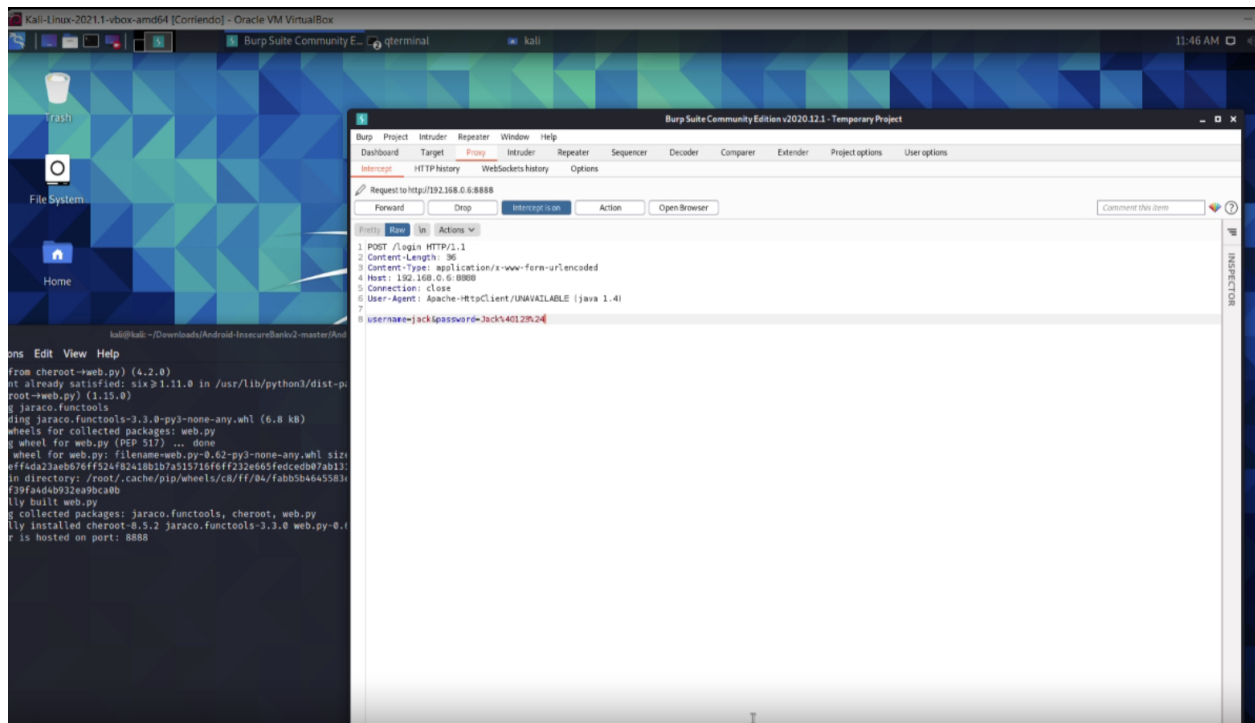 Kali-Linux-2021.1-vbox-amd64 [Corriendo] - Oracle VM VirtualBox
Burp Suite Community E... qterminal kali 11:46 AM
Trash
File System
Home
kali@kali: ~/Downloads/Android-InsecureBankv2-master/And
ons Edit View Help
from cheroot→web.py) (4.2.0)
nt already satisfied: six≥1.11.0 in /usr/lib/python3/dist-pa
root→web.py) (1.15.0)
g jaraco.functools
ding jaraco.functools-3.3.0-py3-none-any.whl (6.8 kB)
wheels for collected packages: web.py
g wheel for web.py (PEP 517) ... done
wheel for web.py: filename=web.py-0.62-py3-none-any.whl size
in directory: /root/.cache/pip/wheels/c8/ff/04/fabb5b4645583c
f39fa4d4b932ea9bca0b
lly built web.py
g collected packages: jaraco.functools, cheroot, web.py
lly installed cheroot-8.5.2 jaraco.functools-3.3.0 web.py-0.6
r is hosted on port: 8888
Burp Suite Community Edition v2020.12.1 - Temporary Project
Burp Project Intruder Repeater Window Help
Dashboard Target Proxy Intruder Repeater Sequencer Decoder Comparer Extender Project options User options
Intercept HTTP history WebSockets history Options
Request to http://192.168.0.6:8888
Forward Drop Intercept is on Action Open Browser Comment this item
Pretty Raw \n Actions
1 POST /login HTTP/1.1
2 Content-Length: 36
3 Content-Type: application/x-www-form-urlencoded
4 Host: 192.168.0.6:8888
5 Connection: close
6 User-Agent: Apache-HttpClient/UNAVAILABLE (java 1.4)
7
8 username=jack&password=Jack%40123%24
INSPECTOR